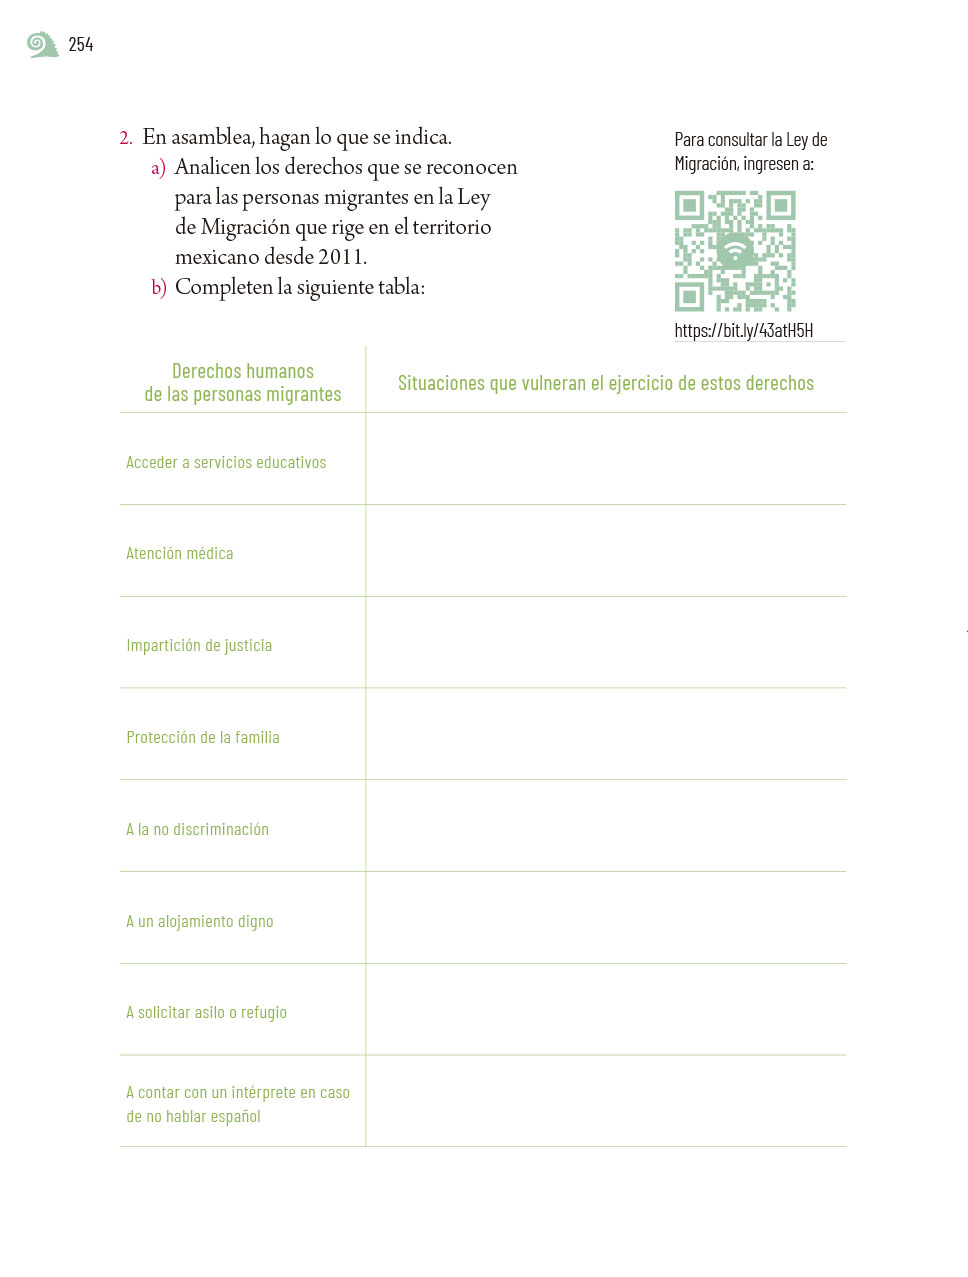 254
2. En asamblea, hagan lo que se indica.
a) Analicen los derechos que se reconocen
para las personas migrantes en la Ley
de Migración que rige en el territorio
mexicano desde 2011.
b) Completen la siguiente tabla:
Para consultar la Ley de
Migración, ingresen a:
https://bit.ly/43atH5H
Derechos humanos
de las personas migrantes
Situaciones que vulneran el ejercicio de estos derechos
Acceder a servicios educativos
Atención médica
Impartición de justicia
Protección de la familia
A la no discriminación
A un alojamiento digno
A solicitar asilo o refugio
A contar con un intérprete en caso
de no hablar español